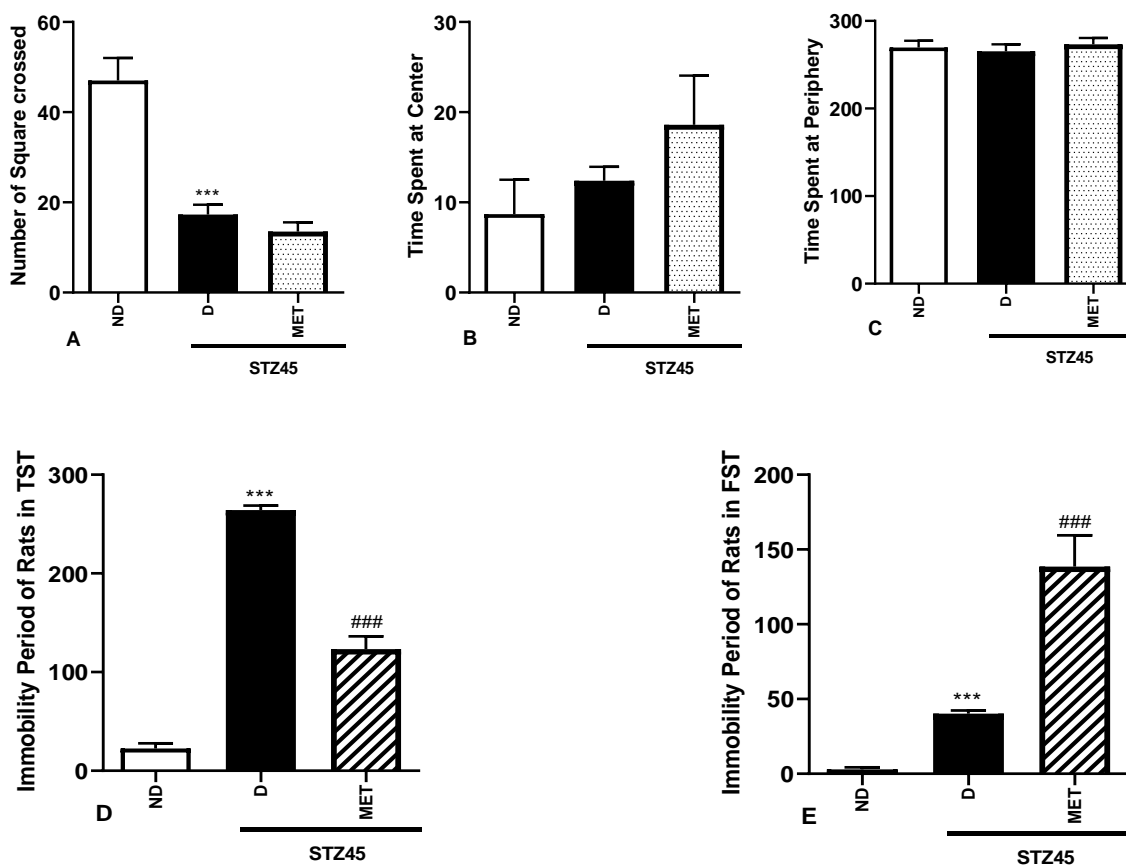 Number of Square crossed
60
40
20
0
***
ND
D
MET
A
STZ45
Time Spent at Center
30
20
10
0
ND
D
MET
B
STZ45
Time Spent at Periphery
300
200
100
0
ND
D
MET
C
STZ45
Immobility Period of Rats in TST
300
200
100
0
***
###
ND
D
MET
D
STZ45
Immobility Period of Rats in FST
200
150
100
50
0
***
###
ND
D
MET
E
STZ45